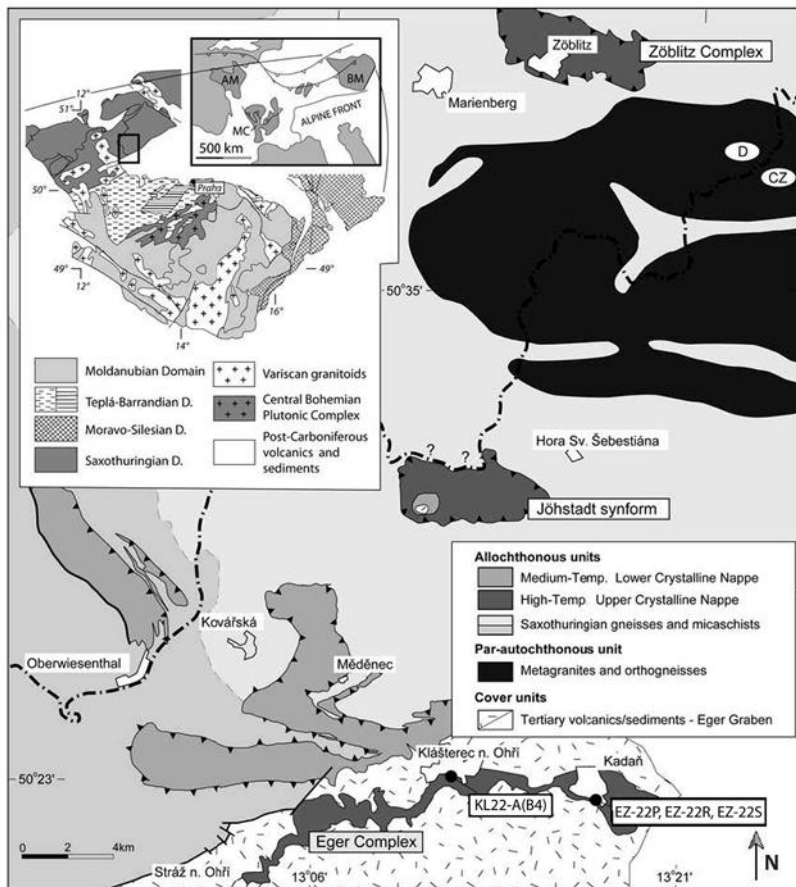 AM
BM
MC
ALPINE FRONT
500 km
12°
51°
50°
Praha
49°
12°
14°
16°
49°
Moldanubian Domain
Teplá-Barrandian D.
Moravo-Silesian D.
Saxothuringian D.
Variscan granitoids
Central Bohemian
Plutonic Complex
Post-Carboniferous
volcanics and
sediments
Zöblitz
Zöblitz Complex
Marienberg
D
CZ
50°35'
Hora Sv. Šebestiána
? ?
Jöhstadt synform
Allochthonous units
Medium-Temp. Lower Crystalline Nappe
High-Temp. Upper Crystalline Nappe
Saxothuringian gneisses and micaschists
Par-autochthonous unit
Metagranites and orthogneisses
Cover units
Tertiary volcanics/sediments - Eger Graben
Kovářská
Oberwiesenthal
Měděnec
Klášterec n. Ohří
Kadaň
50°23'
KL22-A(B4)
EZ-22P, EZ-22R, EZ-22S
Eger Complex
0 2 4km
Stráž n. Ohří
13°06'
13°21'
N